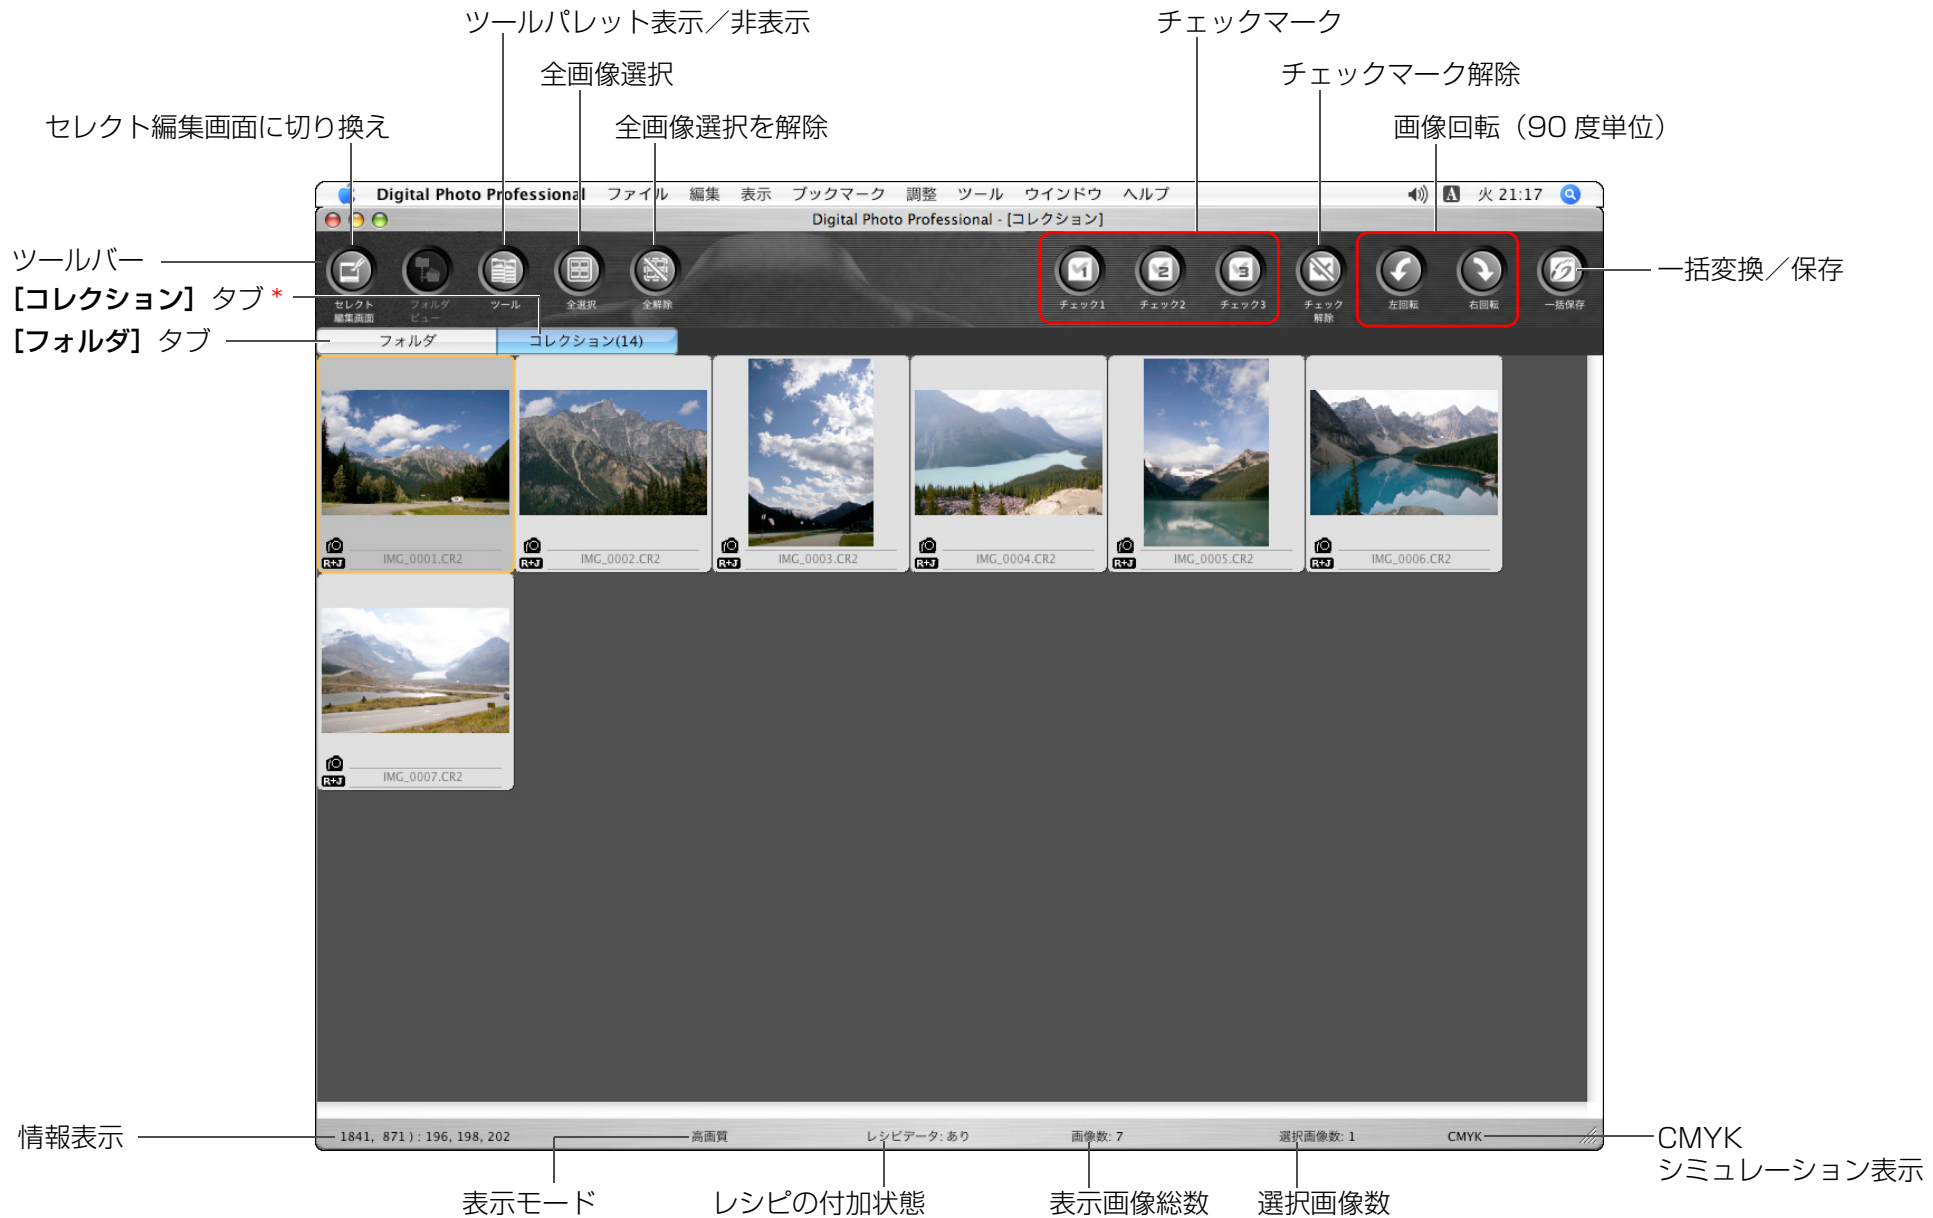 ツールパレット表示／非表示
チェックマーク
全画像選択
チェックマーク解除
セレクト編集画面に切り換え
全画像選択を解除
画像回転（90 度単位）
Digital Photo Professional ファイル 編集 表示 ブックマーク 調整 ツール ウインドウ ヘルプ
A 火 21:17
Digital Photo Professional - [コレクション]
ツールバー
[コレクション] タブ *
[フォルダ] タブ
セレクト
編集画面
フォルダ
ビュー
ツール
全選択
全解除
1
チェック1
2
チェック2
3
チェック3
チェック
解除
左回転
右回転
一括保存
一括変換／保存
フォルダ
コレクション(14)
R+J IMG_0001.CR2
R+J IMG_0002.CR2
R+J IMG_0003.CR2
R+J IMG_0004.CR2
R+J IMG_0005.CR2
R+J IMG_0006.CR2
R+J IMG_0007.CR2
情報表示
1841, 871 ) : 196, 198, 202
高画質
レシピデータ: あり
画像数: 7
選択画像数: 1
CMYK
CMYK
シミュレーション表示
表示モード
レシピの付加状態
表示画像総数
選択画像数